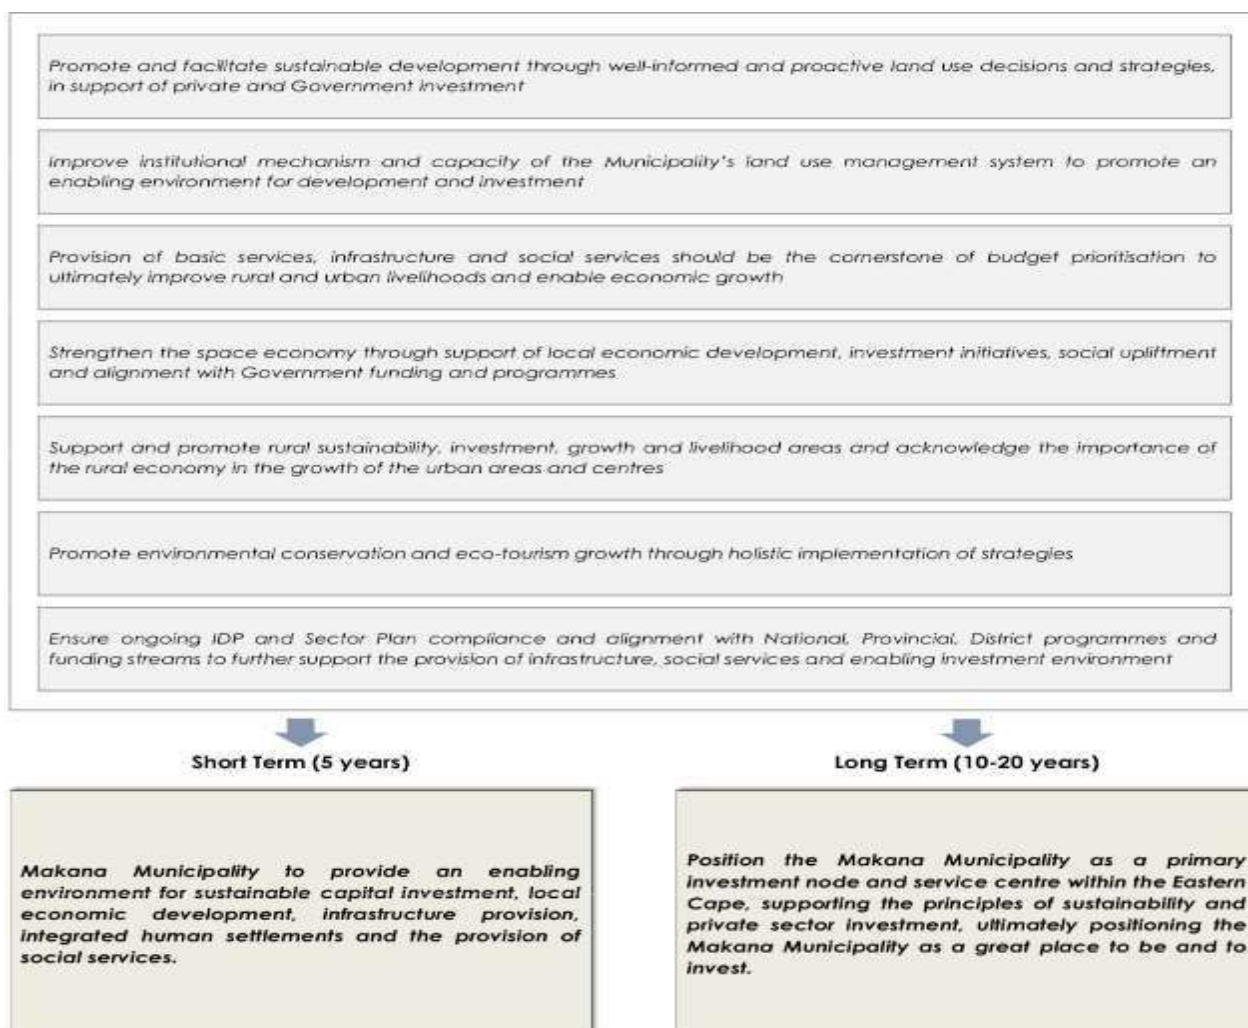 Promote and facilitate sustainable development through well-informed and proactive land use decisions and strategies,
in support of private and Government investment
Improve institutional mechanism and capacity of the Municipality's land use management system to promote an
enabling environment for development and investment
Provision of basic services, infrastructure and social services should be the cornerstone of budget prioritisation to
ultimately improve rural and urban livelihoods and enable economic growth
Strengthen the space economy through support of local economic development, investment initiatives, social upliftment
and alignment with Government funding and programmes
Support and promote rural sustainability, investment, growth and livelihood areas and acknowledge the importance of
the rural economy in the growth of the urban areas and centres
Promote environmental conservation and eco-tourism growth through holistic implementation of strategies
Ensure ongoing IDP and Sector Plan compliance and alignment with National, Provincial, District programmes and
funding streams to further support the provision of infrastructure, social services and enabling investment environment
Short Term (5 years)
Makana Municipality to provide an enabling
environment for sustainable capital investment, local
economic development, infrastructure provision,
integrated human settlements and the provision of
social services.
Long Term (10-20 years)
Position the Makana Municipality as a primary
investment node and service centre within the Eastern
Cape, supporting the principles of sustainability and
private sector investment, ultimately positioning the
Makana Municipality as a great place to be and to
invest.